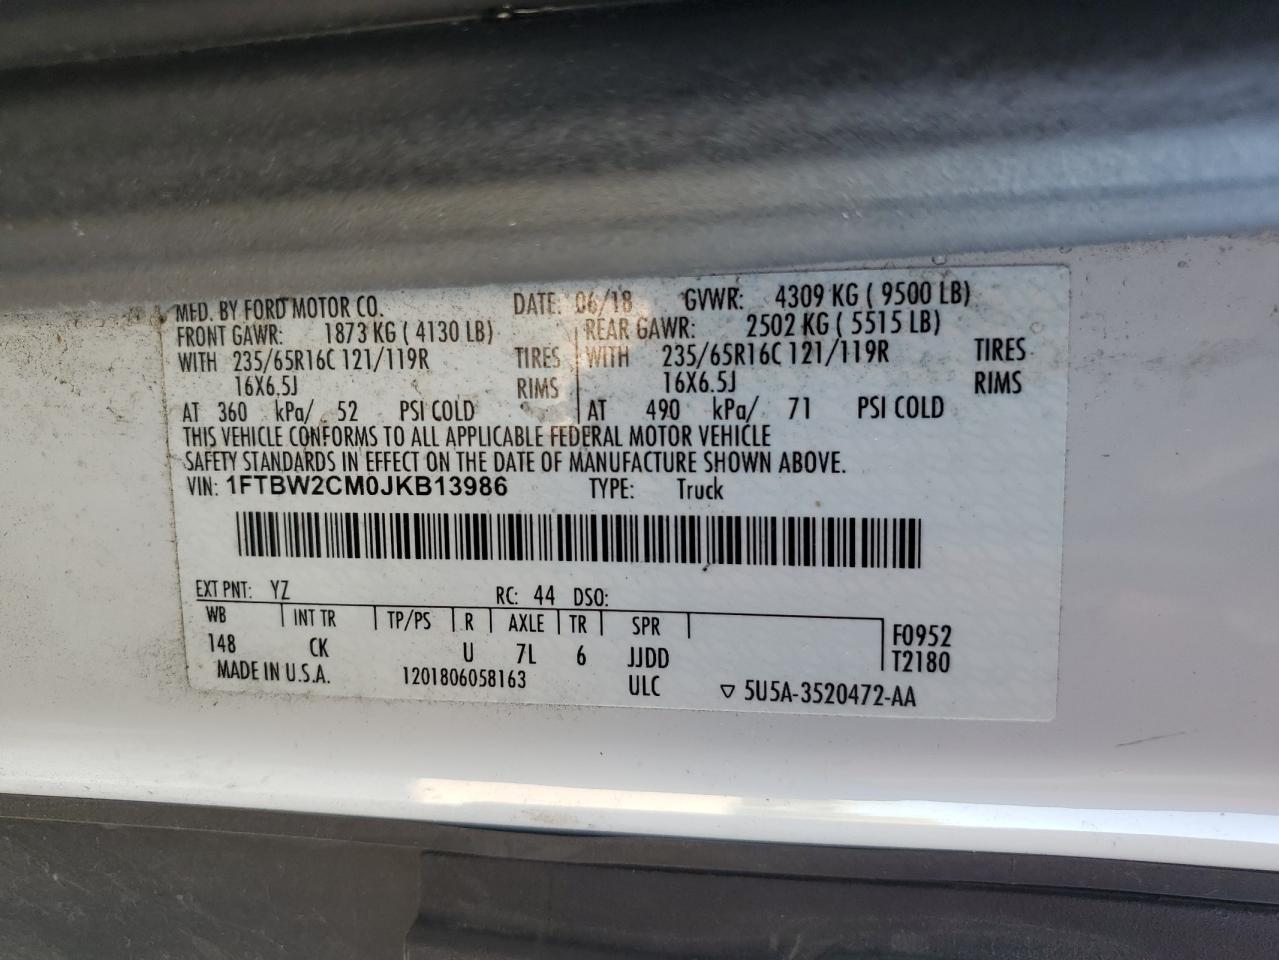 MFD. BY FORD MOTOR CO. DATE: 06/18 GVWR: 4309 KG ( 9500 LB)
FRONT GAWR: 1873 KG ( 4130 LB) REAR GAWR: 2502 KG ( 5515 LB)
WITH 235/65R16C 121/119R TIRES WITH 235/65R16C 121/119R TIRES
16X6.5J RIMS 16X6.5J RIMS
AT 360 kPa/ 52 PSI COLD AT 490 kPa/ 71 PSI COLD
THIS VEHICLE CONFORMS TO ALL APPLICABLE FEDERAL MOTOR VEHICLE
SAFETY STANDARDS IN EFFECT ON THE DATE OF MANUFACTURE SHOWN ABOVE.
VIN: 1FTBW2CM0JKB13986 TYPE: Truck
EXT PNT: YZ RC: 44 DSO:
WB INT TR TP/PS R AXLE TR SPR F0952
148 CK U 7L 6 JJDD T2180
MADE IN U.S.A. 1201806058163 ULC ▽ 5U5A-3520472-AA